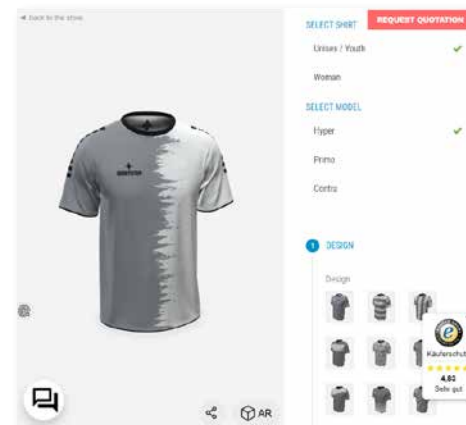 ◄ back to the shop
SELECT SHIRT
REQUEST QUOTATION
Unisex / Youth
Woman
SELECT MODEL
Hyper
Primo
Contra
1 DESIGN
Design
Käuferschutz
4,82
Sehr gut
AR